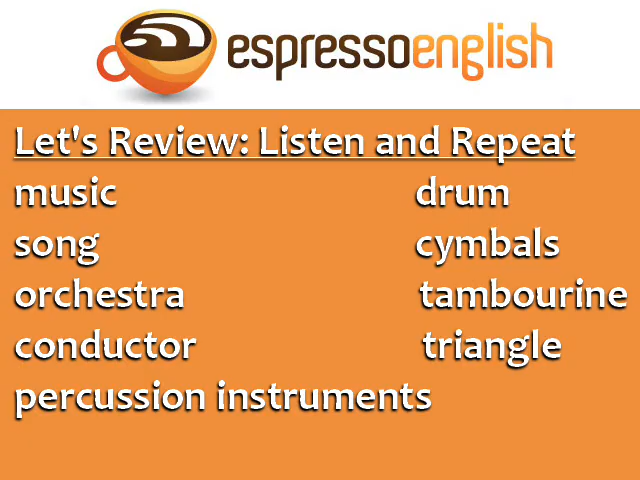 espressoenglish
Let's Review: Listen and Repeat
music
song
orchestra
conductor
percussion instruments
drum
cymbals
tambourine
triangle